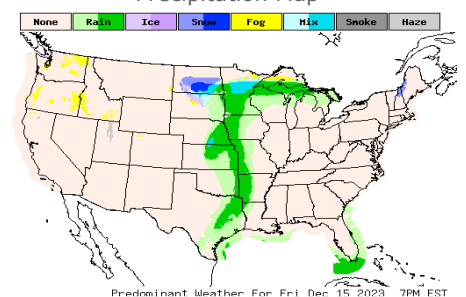 Precipitation Map
None Rain Ice Snow Fog Mix Smoke Haze
Predominant Weather For Fri Dec 15 2023 7PM EST